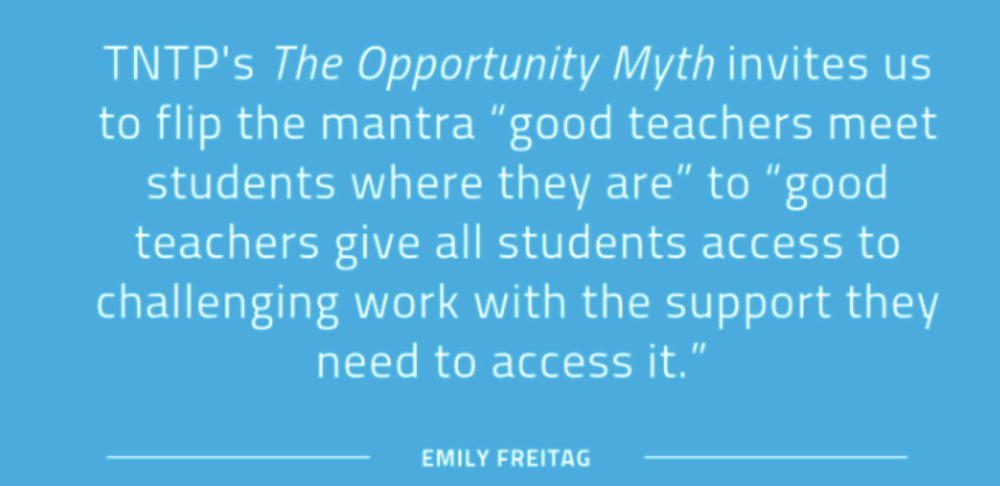 TNTP's The Opportunity Myth invites us
to flip the mantra “good teachers meet
students where they are” to “good
teachers give all students access to
challenging work with the support they
need to access it.”
EMILY FREITAG